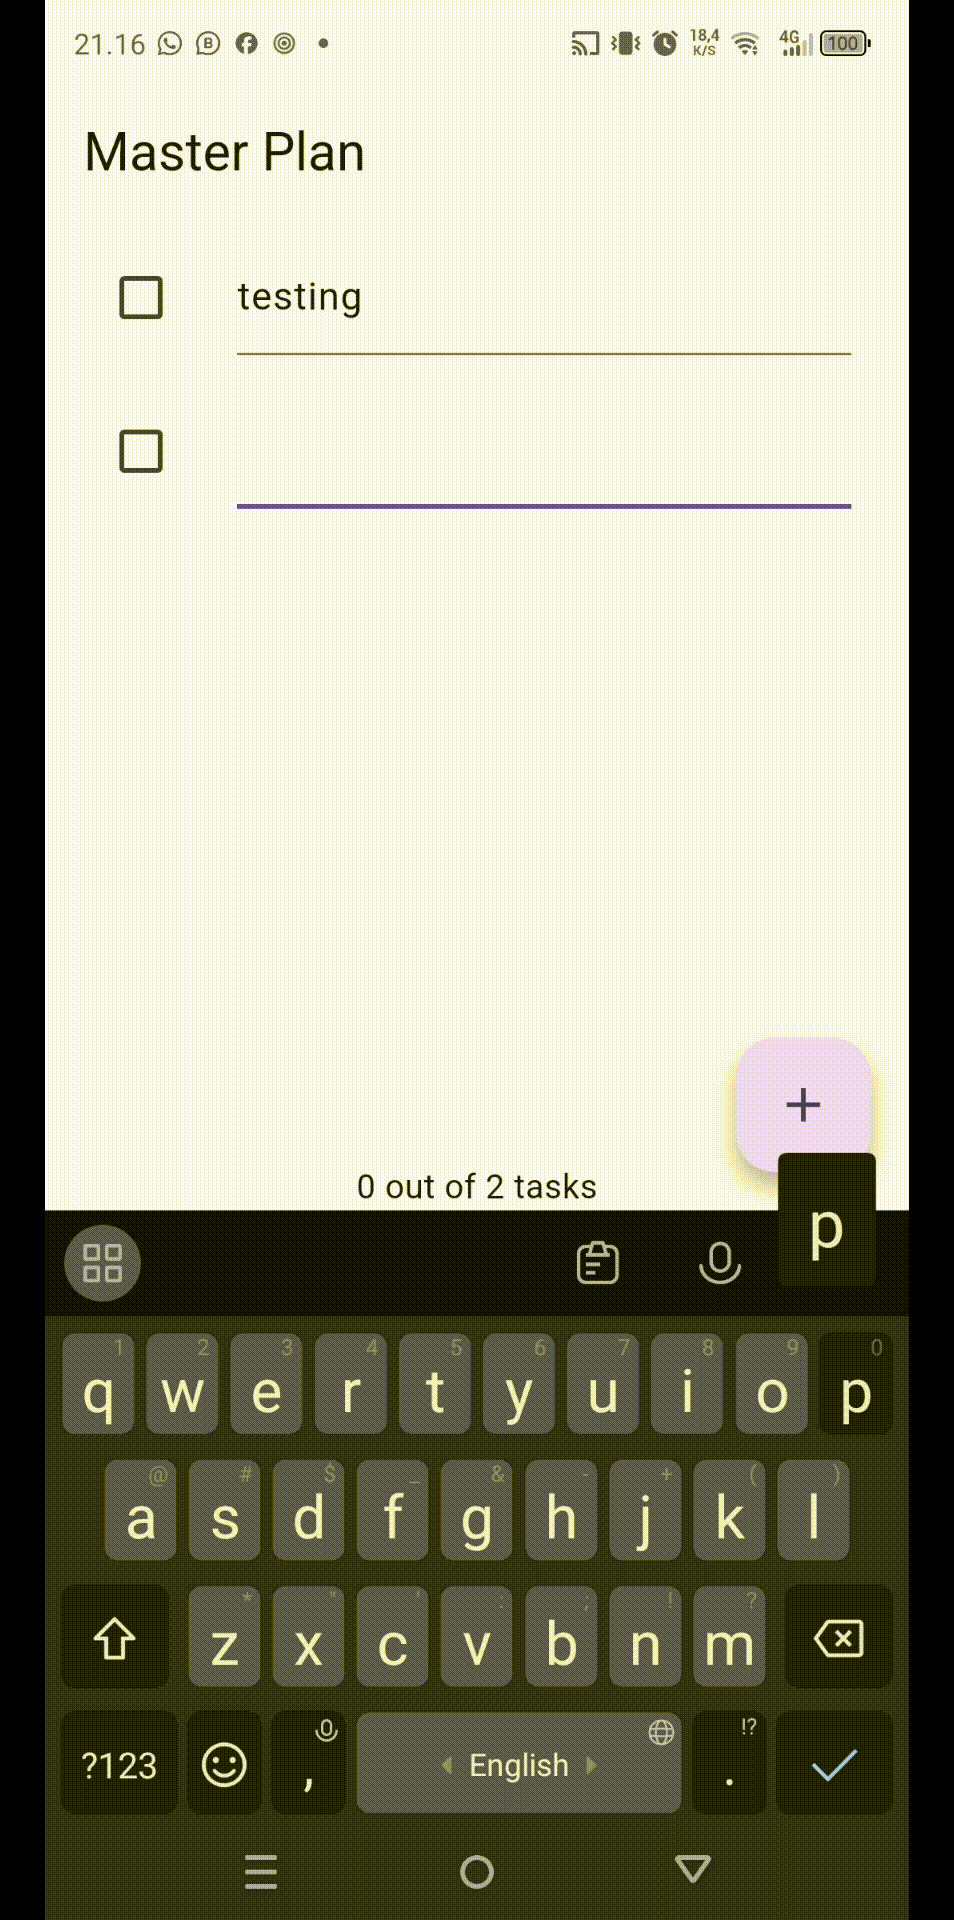 21.16 B 18,4 K/S 4G 100
Master Plan
testing
+
0 out of 2 tasks
p
1 2 3 4 5 6 7 8 9 0
q w e r t y u i o p
@ # $ _ & - + ( )
a s d f g h j k l
* " ' : ; ! ?
z x c v b n m
!?
?123 , English .